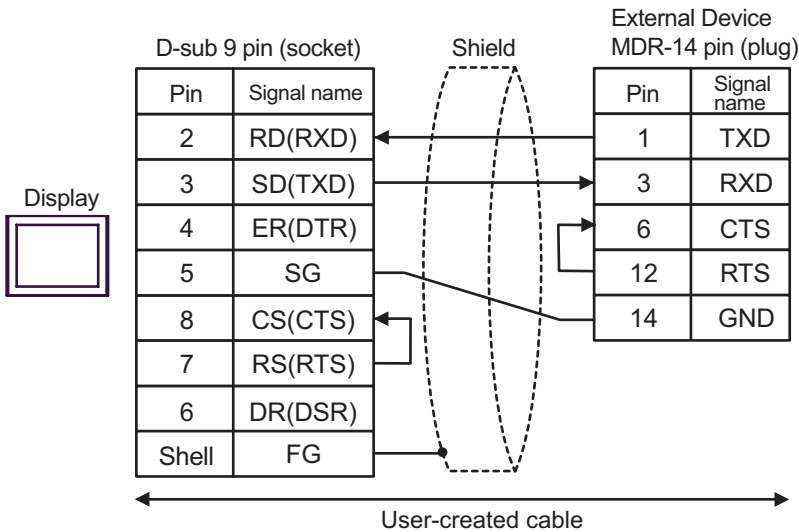 External Device
D-sub 9 pin (socket)
Shield
MDR-14 pin (plug)
Pin Signal name
Pin Signal name
2 RD(RXD)
1 TXD
3 SD(TXD)
3 RXD
Display
4 ER(DTR)
6 CTS
5 SG
12 RTS
8 CS(CTS)
14 GND
7 RS(RTS)
6 DR(DSR)
Shell FG
User-created cable